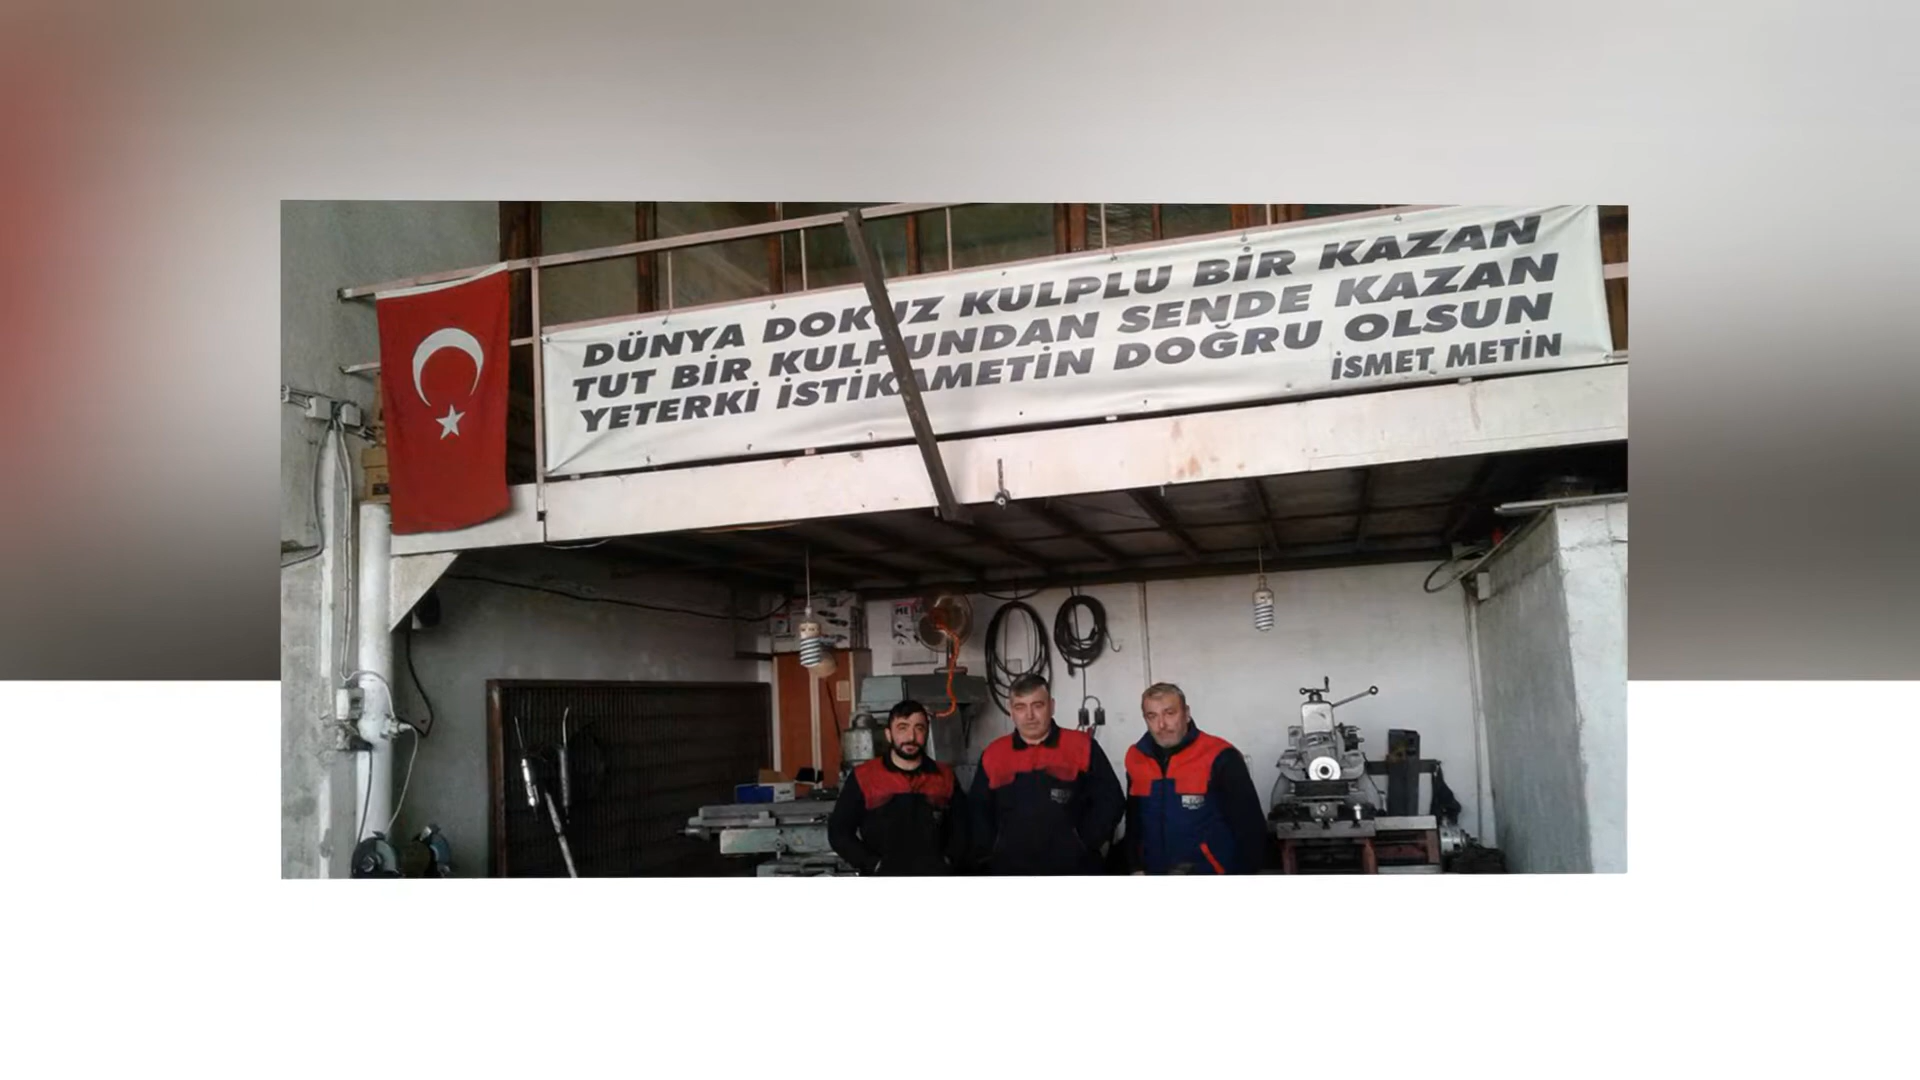 DÜNYA DOKUZ KULPLU BİR KAZAN
TUT BİR KULPUNDAN SENDE KAZAN
YETERKİ İSTİKAMETİN DOĞRU OLSUN
İSMET METİN